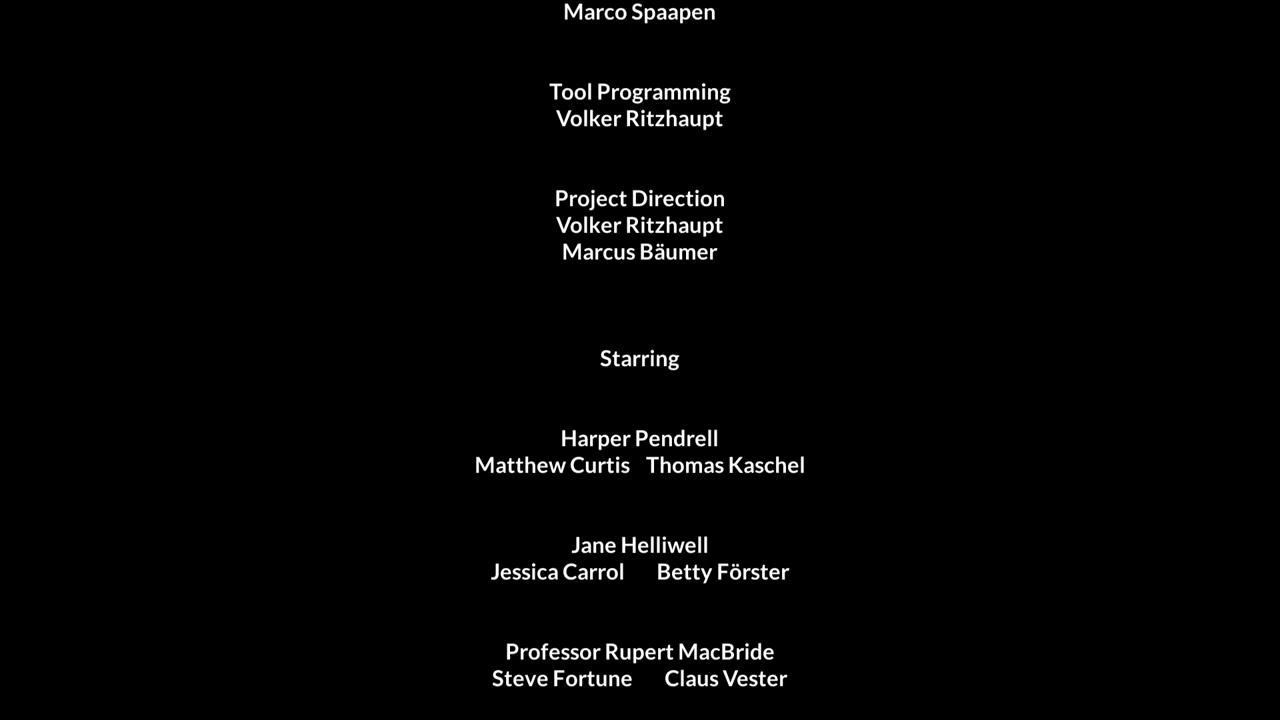 Marco Spaapen
Tool Programming
Volker Ritzhaupt
Project Direction
Volker Ritzhaupt
Marcus Bäumer
Starring
Harper Pendrell
Matthew Curtis Thomas Kaschel
Jane Helliwell
Jessica Carrol Betty Förster
Professor Rupert MacBride
Steve Fortune Claus Vester